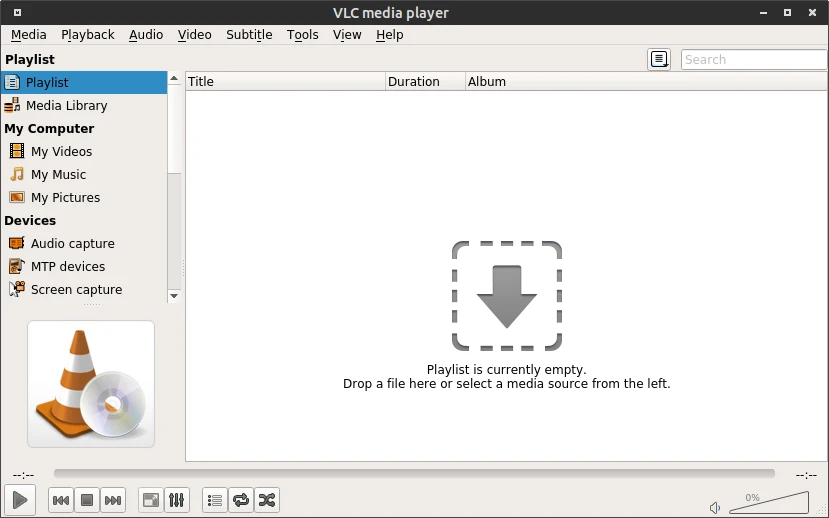 VLC media player
Media Playback Audio Video Subtitle Tools View Help
Playlist
Search
Playlist
Media Library
My Computer
My Videos
My Music
My Pictures
Devices
Audio capture
MTP devices
Screen capture
Title Duration Album
Playlist is currently empty.
Drop a file here or select a media source from the left.
--:-- --:--
0%